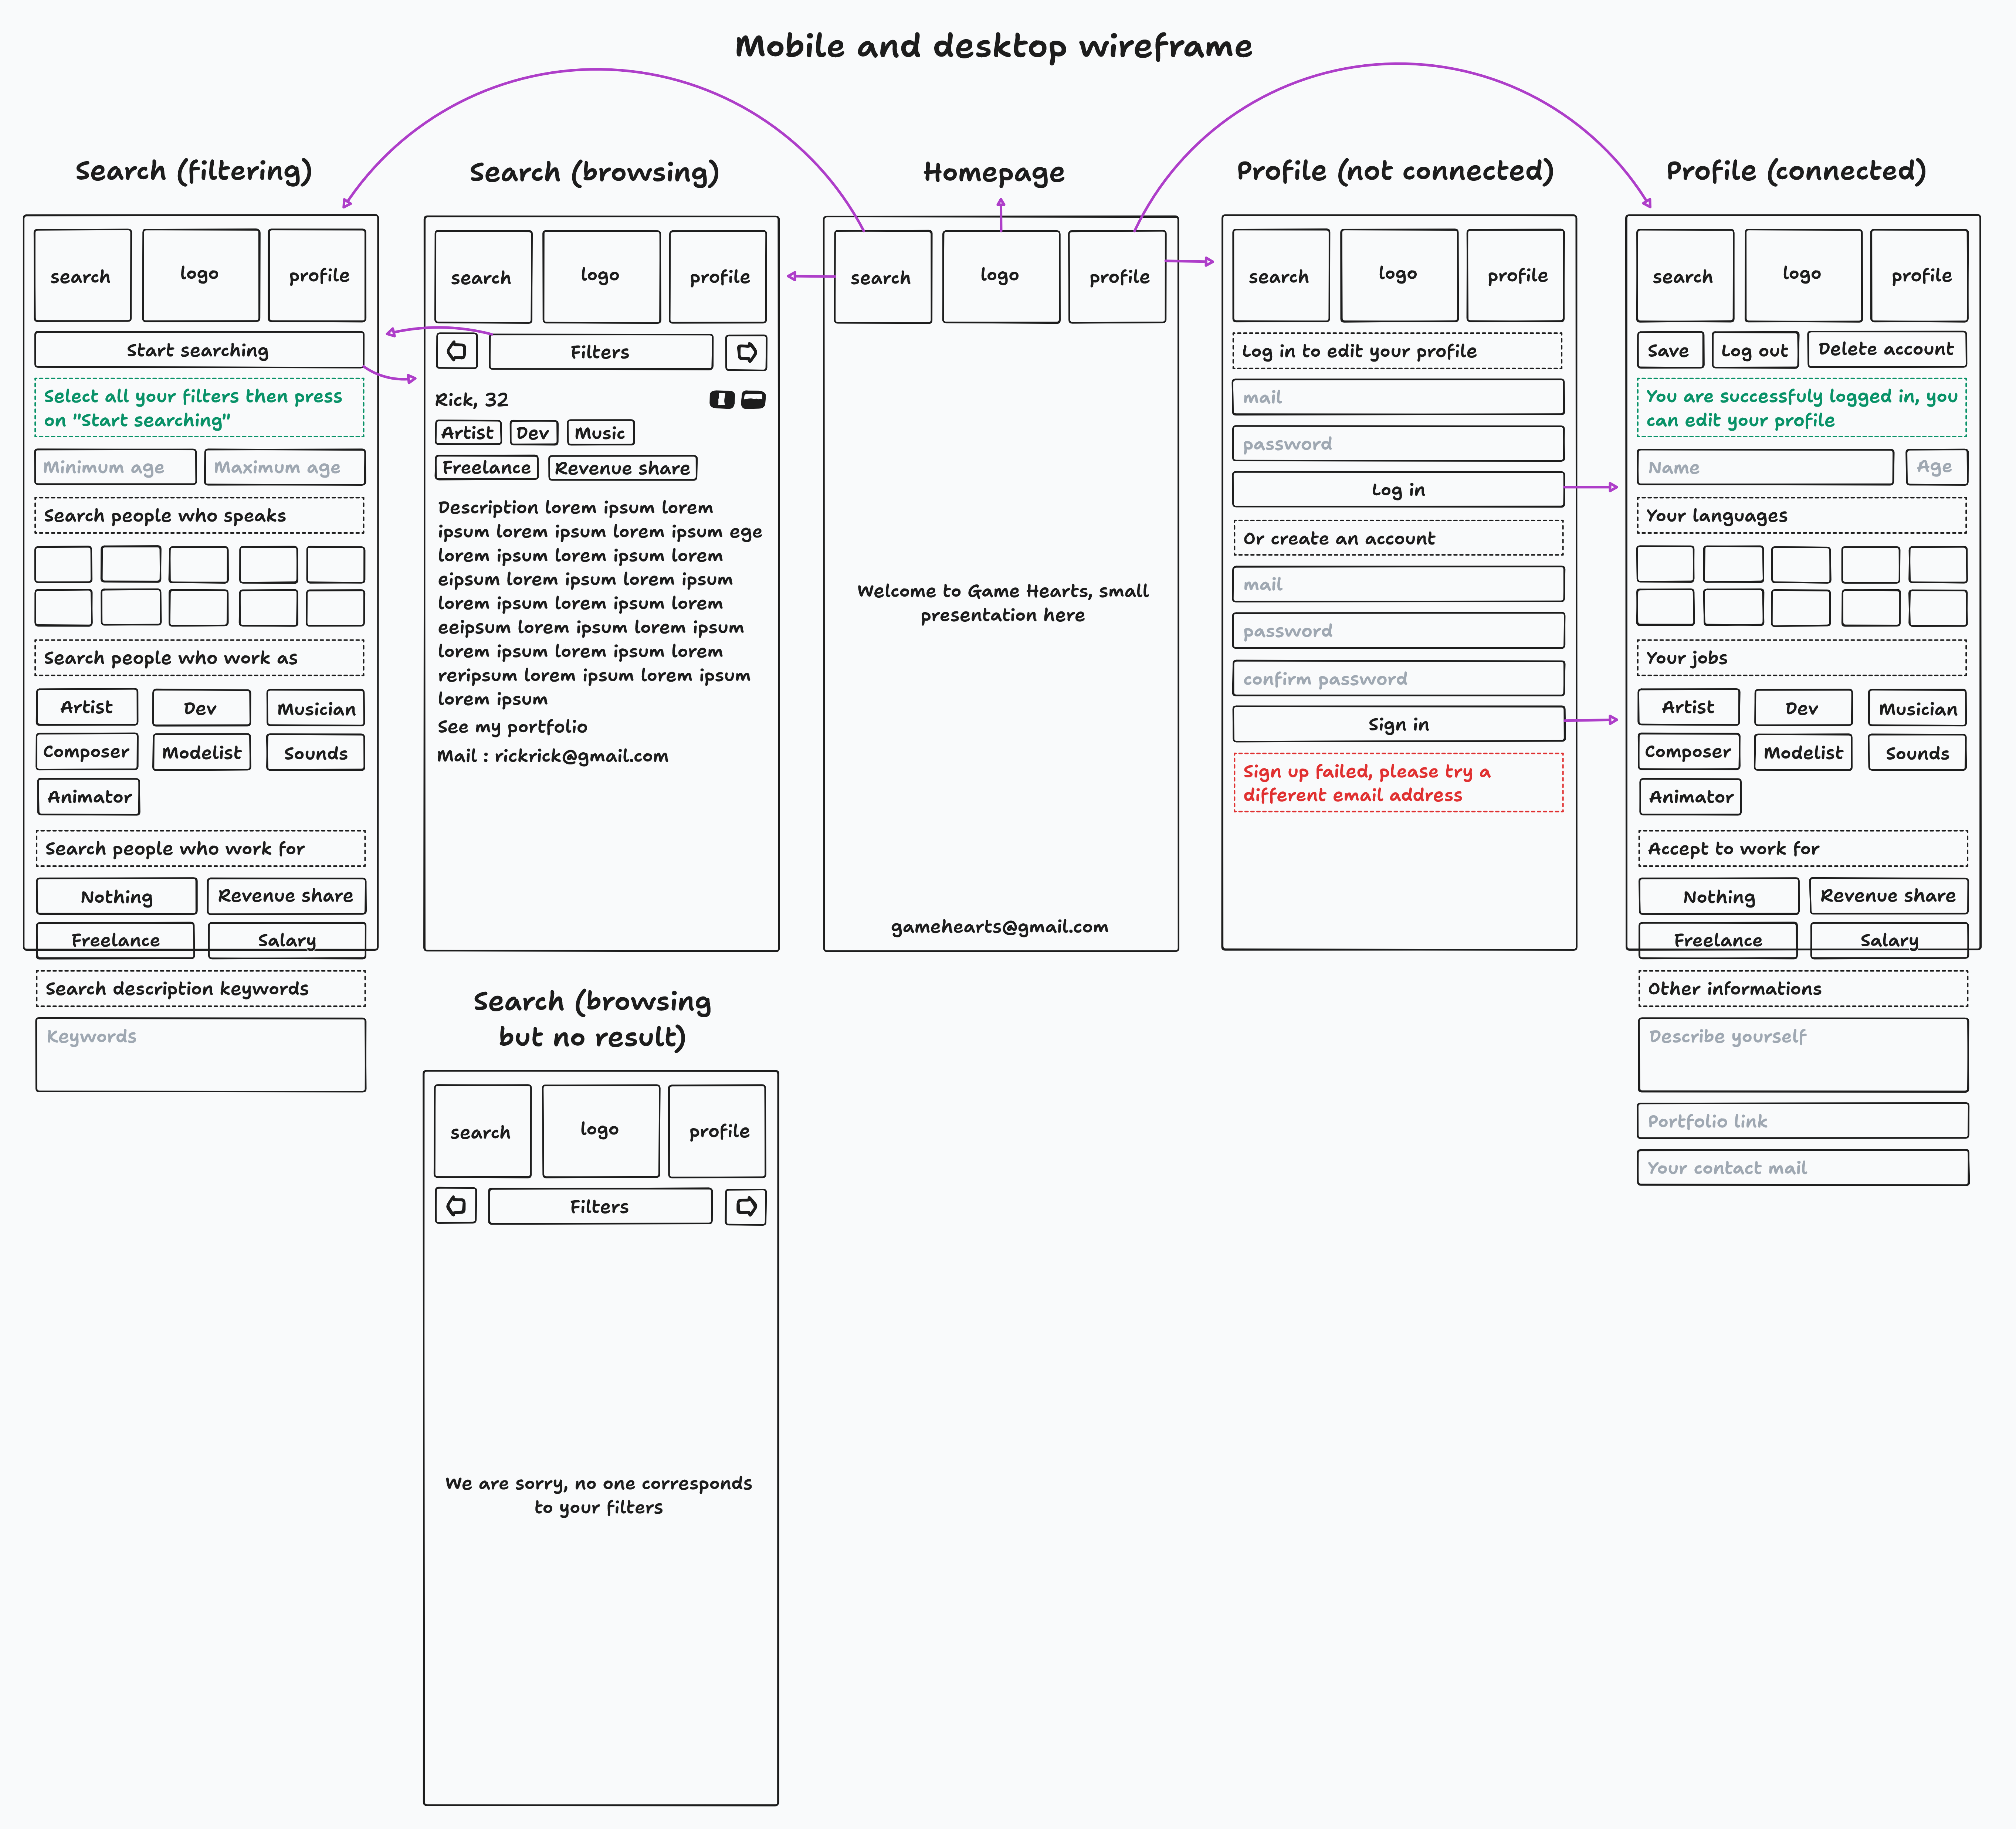 Mobile and desktop wireframe
Search (filtering)
search
logo
profile
Start searching
Select all your filters then press
on "Start searching"
Minimum age
Maximum age
Search people who speaks
Search people who work as
Artist
Dev
Musician
Composer
Modelist
Sounds
Animator
Search people who work for
Nothing
Revenue share
Freelance
Salary
Search description keywords
Keywords
Search (browsing)
search
logo
profile
Filters
Rick, 32
Artist
Dev
Music
Freelance
Revenue share
Description lorem ipsum lorem
ipsum lorem ipsum lorem ipsum ege
lorem ipsum lorem ipsum lorem
eipsum lorem ipsum lorem ipsum
lorem ipsum lorem ipsum lorem
eeipsum lorem ipsum lorem ipsum
lorem ipsum lorem ipsum lorem
reripsum lorem ipsum lorem ipsum
lorem ipsum
See my portfolio
Mail : rickrick@gmail.com
Search (browsing
but no result)
search
logo
profile
Filters
We are sorry, no one corresponds
to your filters
Homepage
search
logo
profile
Welcome to Game Hearts, small
presentation here
gamehearts@gmail.com
Profile (not connected)
search
logo
profile
Log in to edit your profile
mail
password
Log in
Or create an account
mail
password
confirm password
Sign in
Sign up failed, please try a
different email address
Profile (connected)
search
logo
profile
Save
Log out
Delete account
You are successfuly logged in, you
can edit your profile
Name
Age
Your languages
Your jobs
Artist
Dev
Musician
Composer
Modelist
Sounds
Animator
Accept to work for
Nothing
Revenue share
Freelance
Salary
Other informations
Describe yourself
Portfolio link
Your contact mail